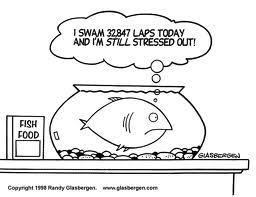 I SWAM 32,847 LAPS TODAY
AND I'M STILL STRESSED OUT!
FISH
FOOD
GLASBERGEN
Copyright 1998 Randy Glasbergen. www.glasbergen.com